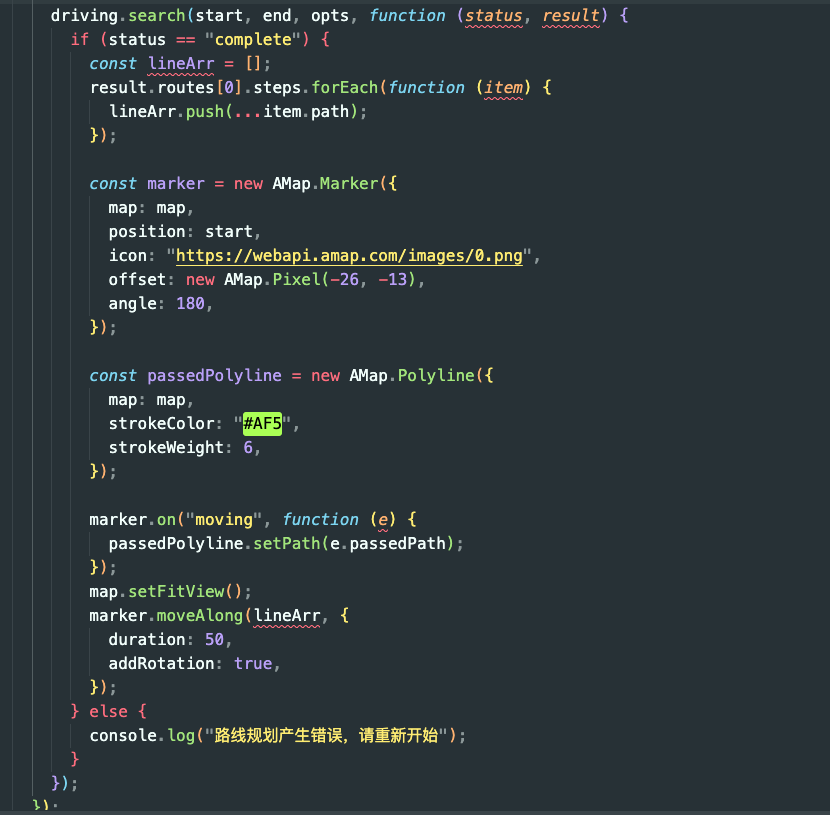 driving.search(start, end, opts, function (status, result) {
if (status == "complete") {
const lineArr = [];
result.routes[0].steps.forEach(function (item) {
lineArr.push(...item.path);
});
const marker = new AMap.Marker({
map: map,
position: start,
icon: "https://webapi.amap.com/images/0.png",
offset: new AMap.Pixel(-26, -13),
angle: 180,
});
const passedPolyline = new AMap.Polyline({
map: map,
strokeColor: "#AF5",
strokeWeight: 6,
});
marker.on("moving", function (e) {
passedPolyline.setPath(e.passedPath);
});
map.setFitView();
marker.moveAlong(lineArr, {
duration: 50,
addRotation: true,
});
} else {
console.log("路线规划产生错误，请重新开始");
}
});
});